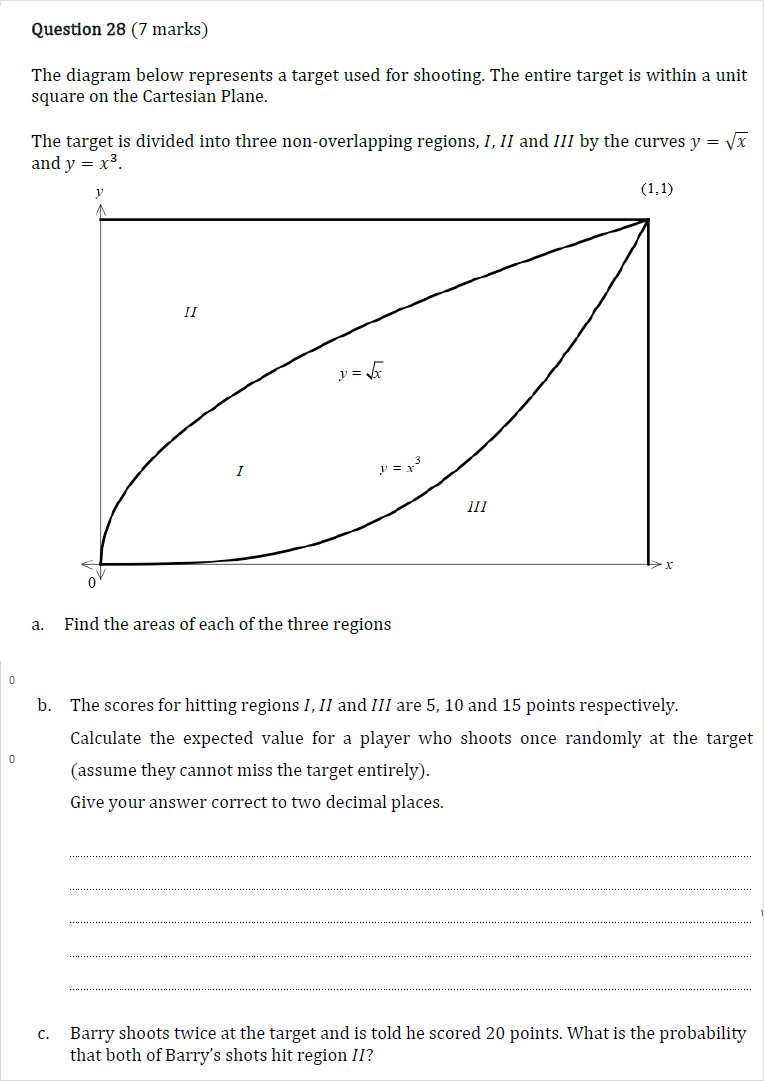 Question 28 (7 marks)
The diagram below represents a target used for shooting. The entire target is within a unit
square on the Cartesian Plane.
The target is divided into three non-overlapping regions, I, II and III by the curves y = √x
and y = x³.
y
(1,1)
II
y = √x
I
y = x³
III
x
0
a. Find the areas of each of the three regions
0
b. The scores for hitting regions I, II and III are 5, 10 and 15 points respectively.
Calculate the expected value for a player who shoots once randomly at the target
0
(assume they cannot miss the target entirely).
Give your answer correct to two decimal places.
c. Barry shoots twice at the target and is told he scored 20 points. What is the probability
that both of Barry's shots hit region II?